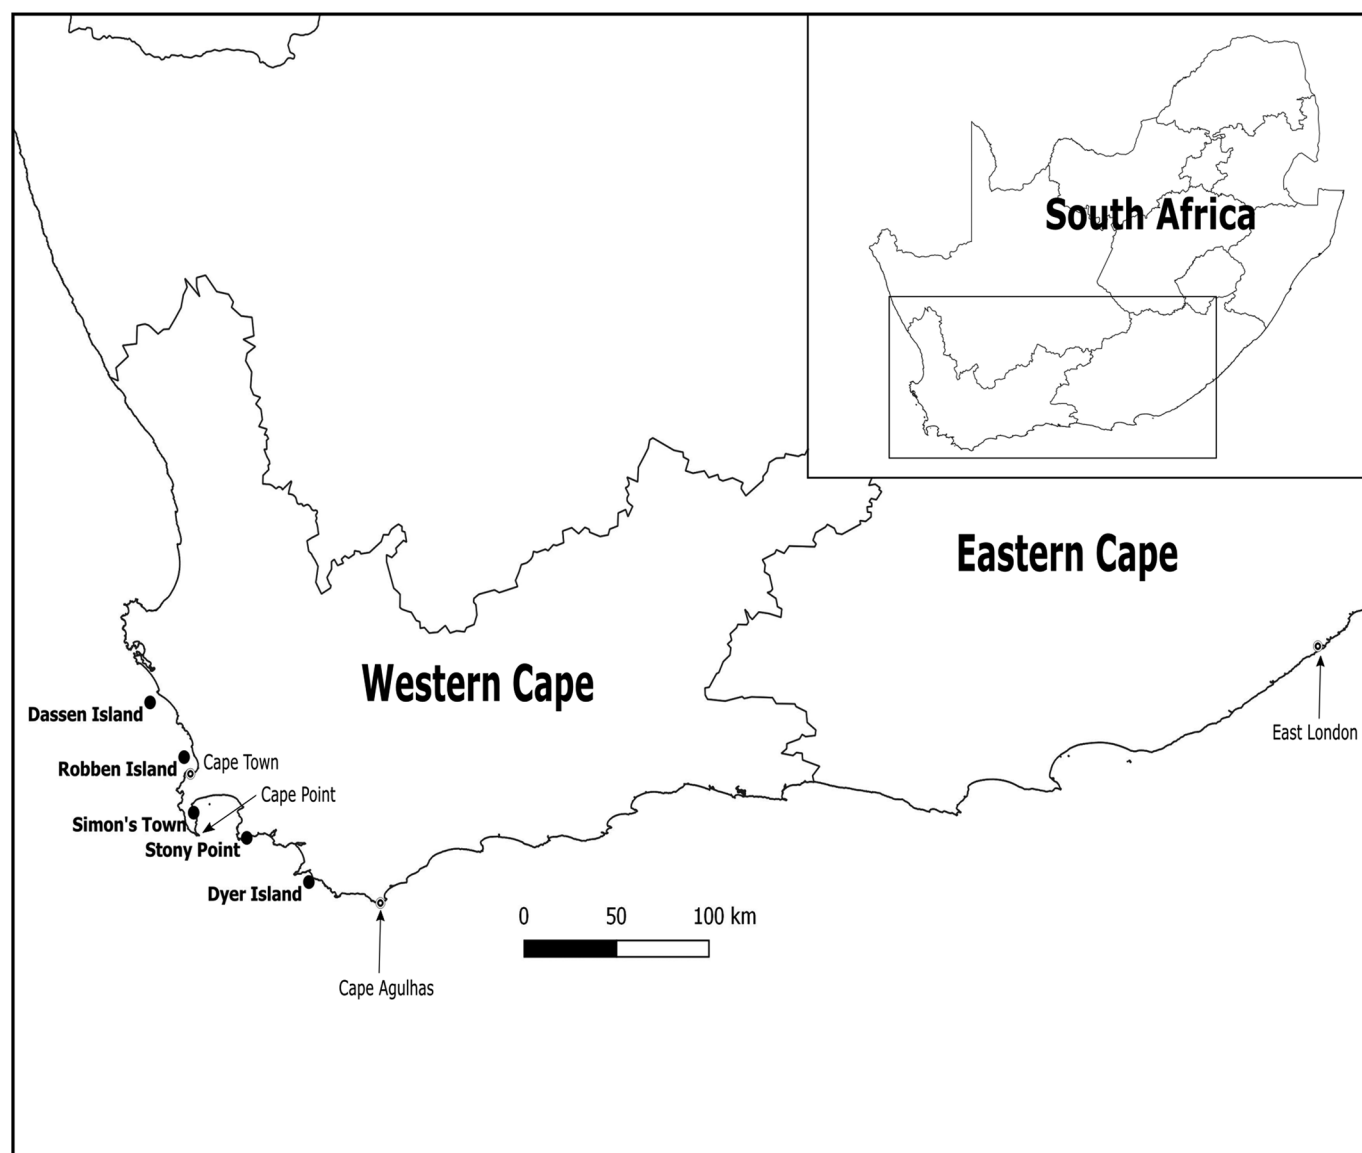 South Africa
Eastern Cape
Western Cape
Dassen Island
East London
Robben Island
Cape Town
Cape Point
Simon's Town
Stony Point
Dyer Island
0 50 100 km
Cape Agulhas